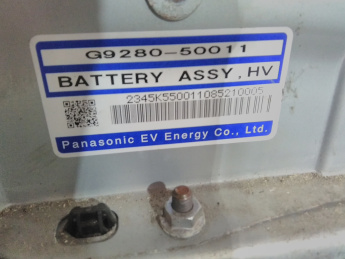 G9280-50011
BATTERY ASSY, HV
2345K550011085210005
Panasonic EV Energy Co., Ltd.